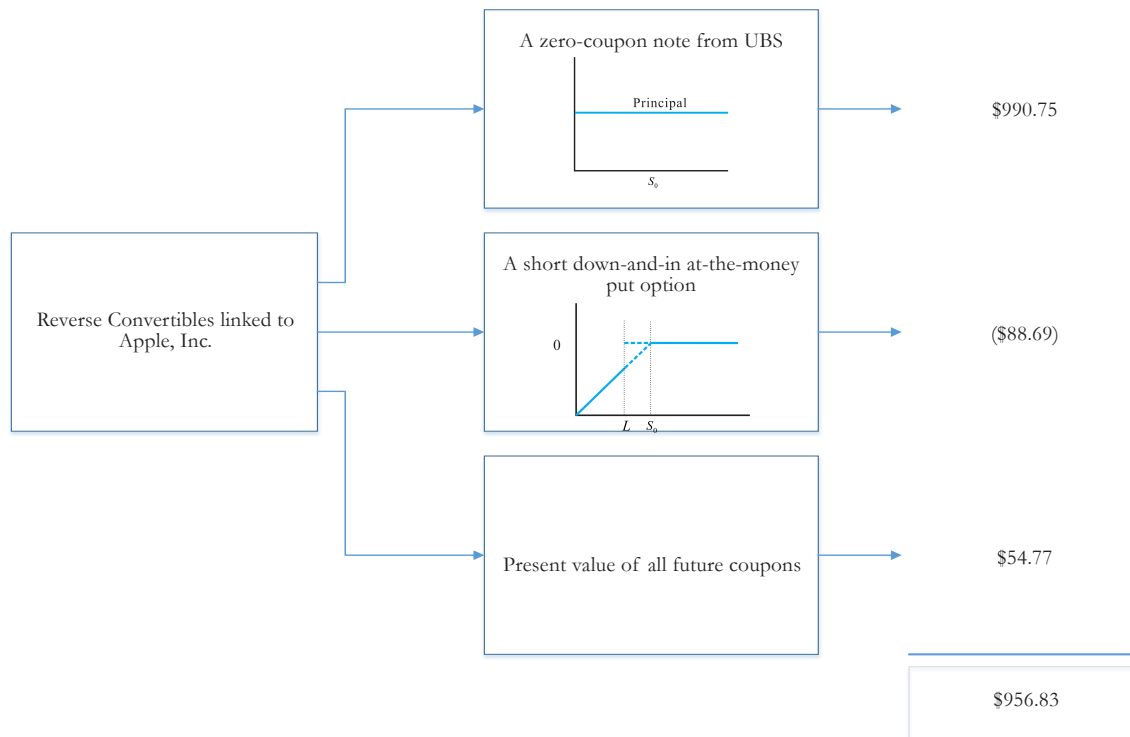 A zero-coupon note from UBS
Principal
S₀
$990.75
Reverse Convertibles linked to
Apple, Inc.
A short down-and-in at-the-money
put option
0
L S₀
($88.69)
Present value of all future coupons
$54.77
$956.83